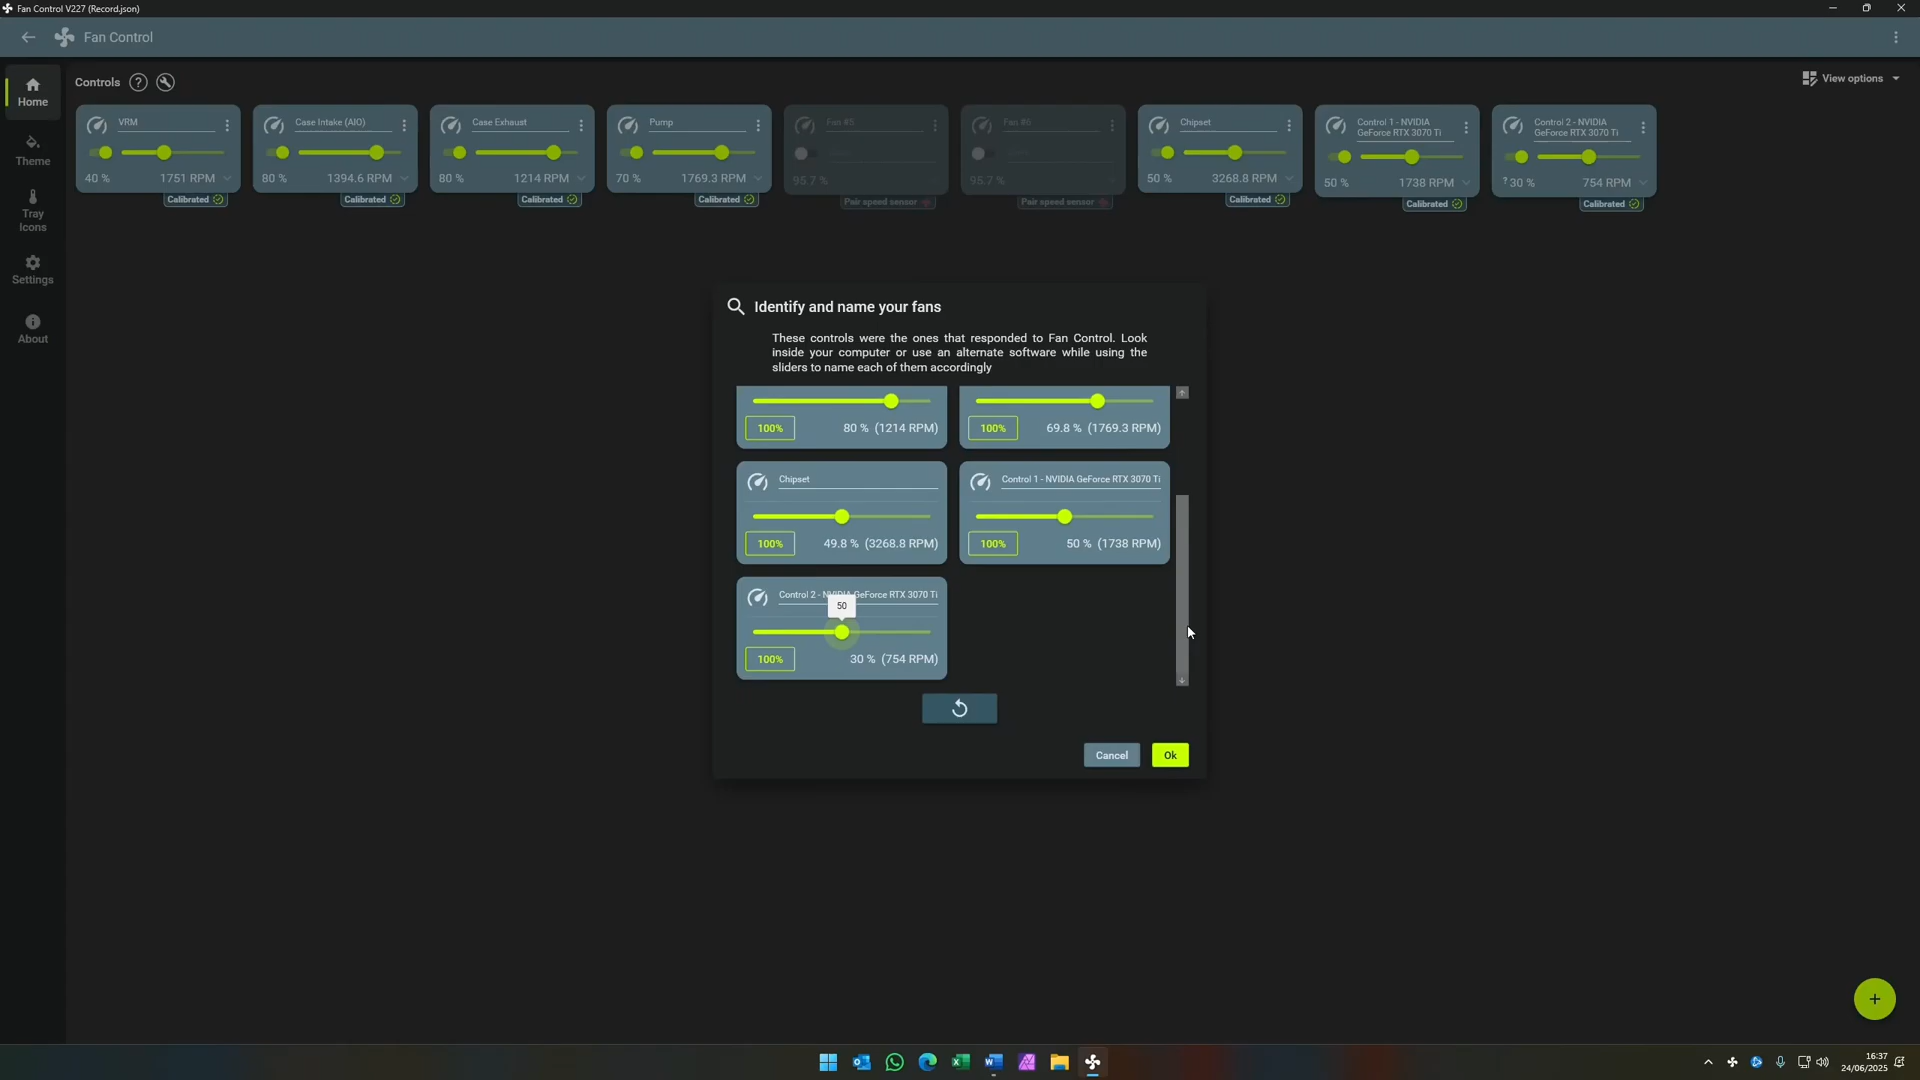 Fan Control V227 (Record.json)
Fan Control
Controls ?
View options
Home
Theme
Tray
Icons
Settings
About
VRM
40 % 1751 RPM
Calibrated
Case Intake (AIO)
80 % 1394.6 RPM
Calibrated
Case Exhaust
80 % 1214 RPM
Calibrated
Pump
70 % 1769.3 RPM
Calibrated
Fan #5
95.7 %
Pair speed sensor
Fan #6
95.7 %
Pair speed sensor
Chipset
50 % 3268.8 RPM
Calibrated
Control 1 - NVIDIA
GeForce RTX 3070 Ti
50 % 1738 RPM
Calibrated
Control 2 - NVIDIA
GeForce RTX 3070 Ti
? 30 % 754 RPM
Calibrated
Identify and name your fans
These controls were the ones that responded to Fan Control. Look
inside your computer or use an alternate software while using the
sliders to name each of them accordingly
100% 80 % (1214 RPM)
100% 69.8 % (1769.3 RPM)
Chipset
100% 49.8 % (3268.8 RPM)
Control 1 - NVIDIA GeForce RTX 3070 Ti
100% 50 % (1738 RPM)
Control 2 - NVIDIA GeForce RTX 3070 Ti
50
100% 30 % (754 RPM)
Cancel Ok
16:37
24/06/2025